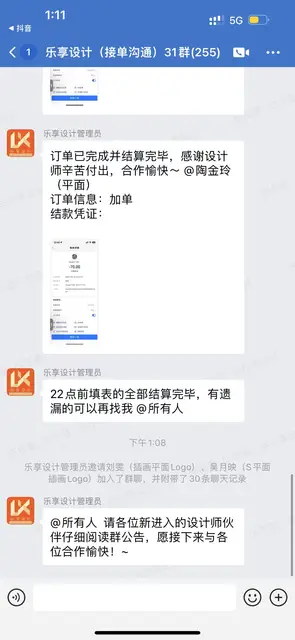 1:11
5G
抖音
1
乐享设计（接单沟通）31群(255)
乐享设计管理员
订单已完成并结算完毕，感谢设计
师辛苦付出，合作愉快～ @陶金玲
（平面）
订单信息：加单
结款凭证：
乐享设计管理员
22点前填表的全部结算完毕，有遗
漏的可以再找我 @所有人
下午 1:08
乐享设计管理员邀请刘雯（插画平面Logo）、吴月映（S平面
插画Logo）加入了群聊，并附带了30条聊天记录
乐享设计管理员
@所有人 请各位新进入的设计师伙
伴仔细阅读群公告，愿接下来与各
位合作愉快！~